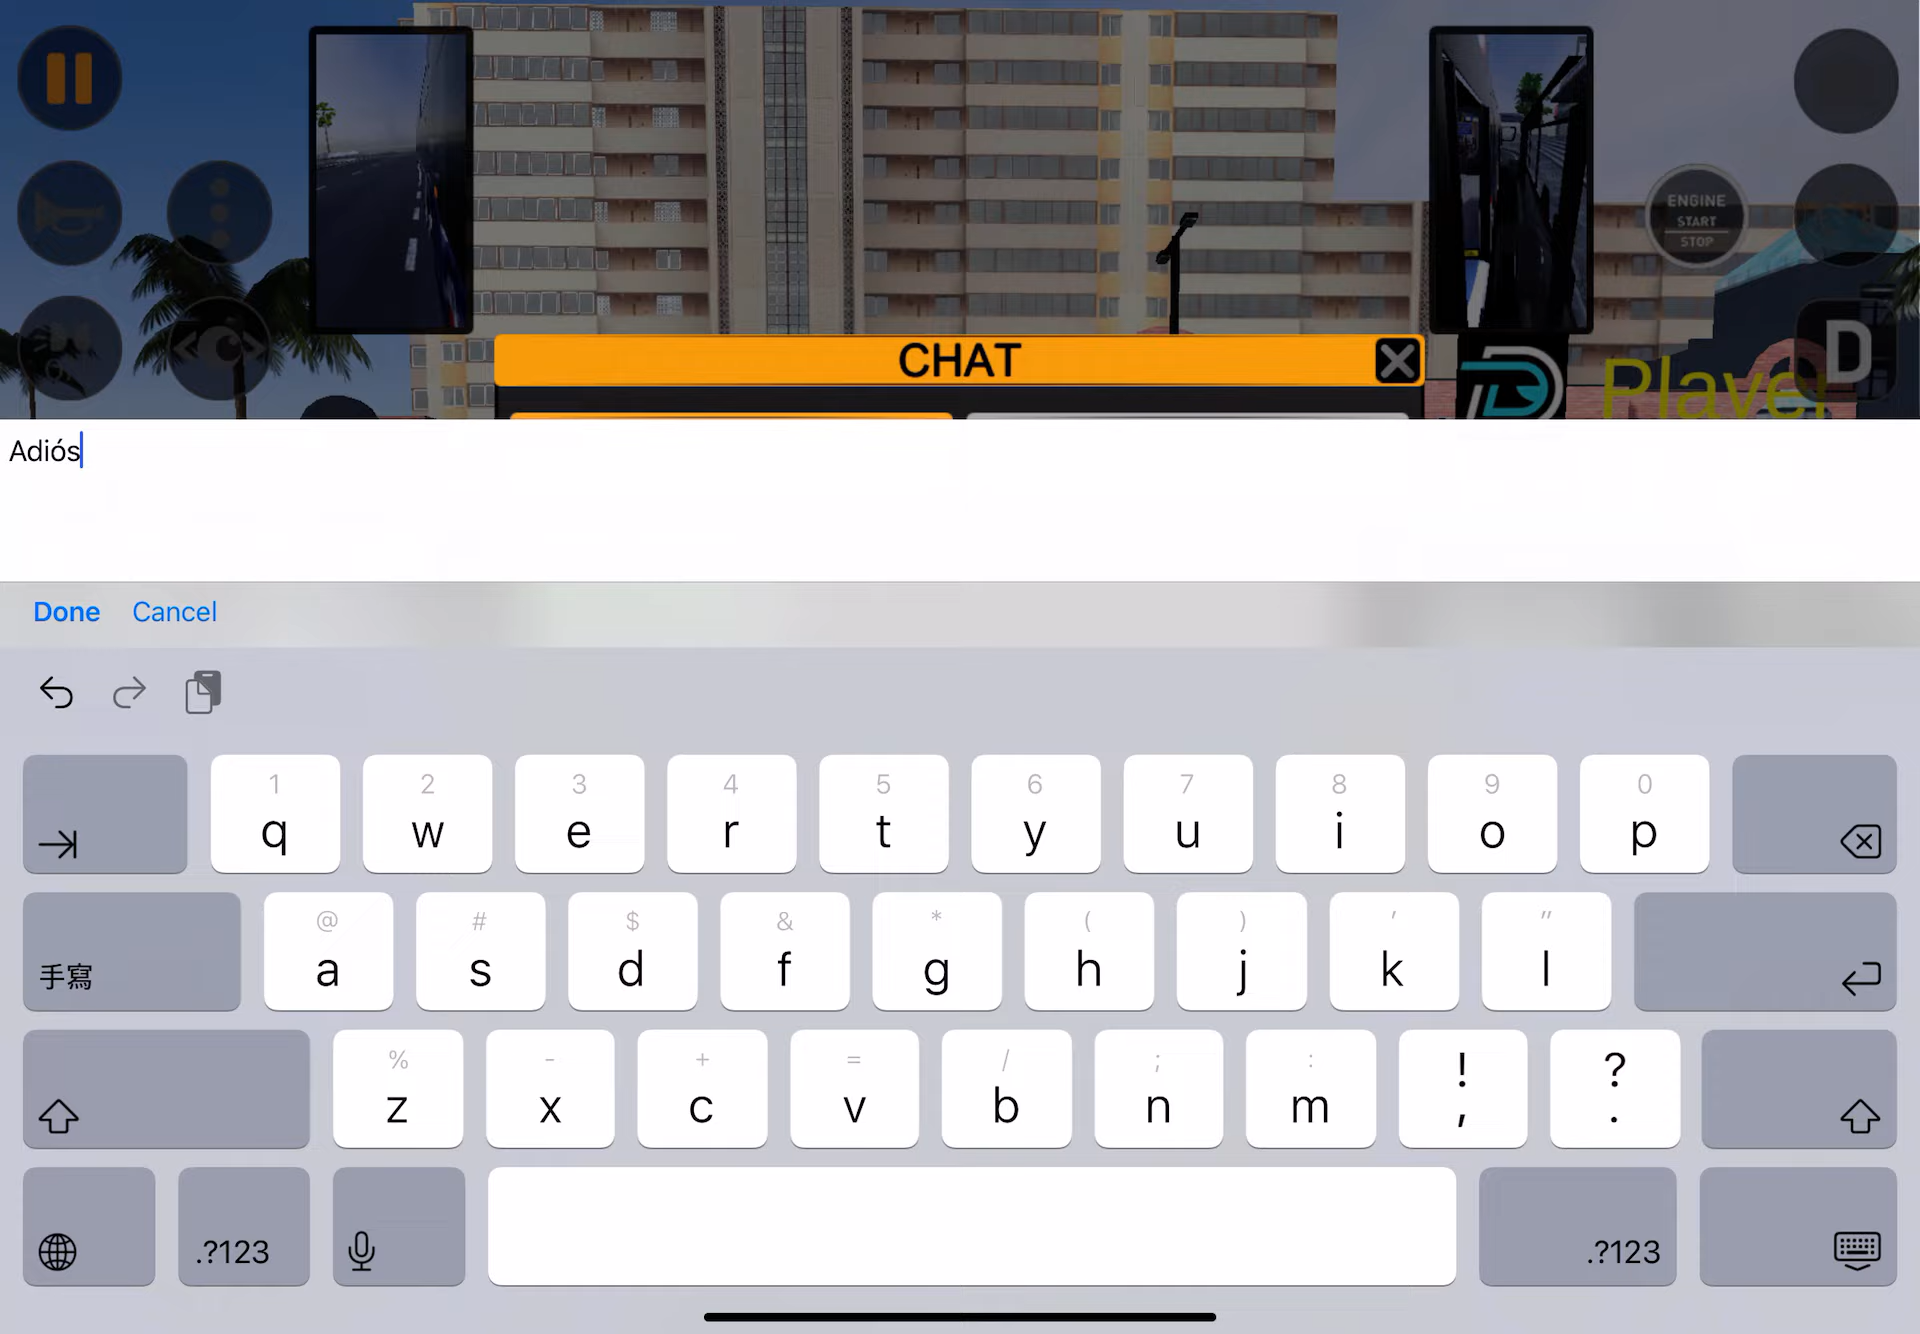 ENGINE
START
STOP
CHAT
D
Player
Adiós
Done Cancel
1 2 3 4 5 6 7 8 9 0
q w e r t y u i o p
@ # $ & * ( ) ' "
手寫 a s d f g h j k l
% - + = / ; : ! ?
z x c v b n m , .
.?123 .?123